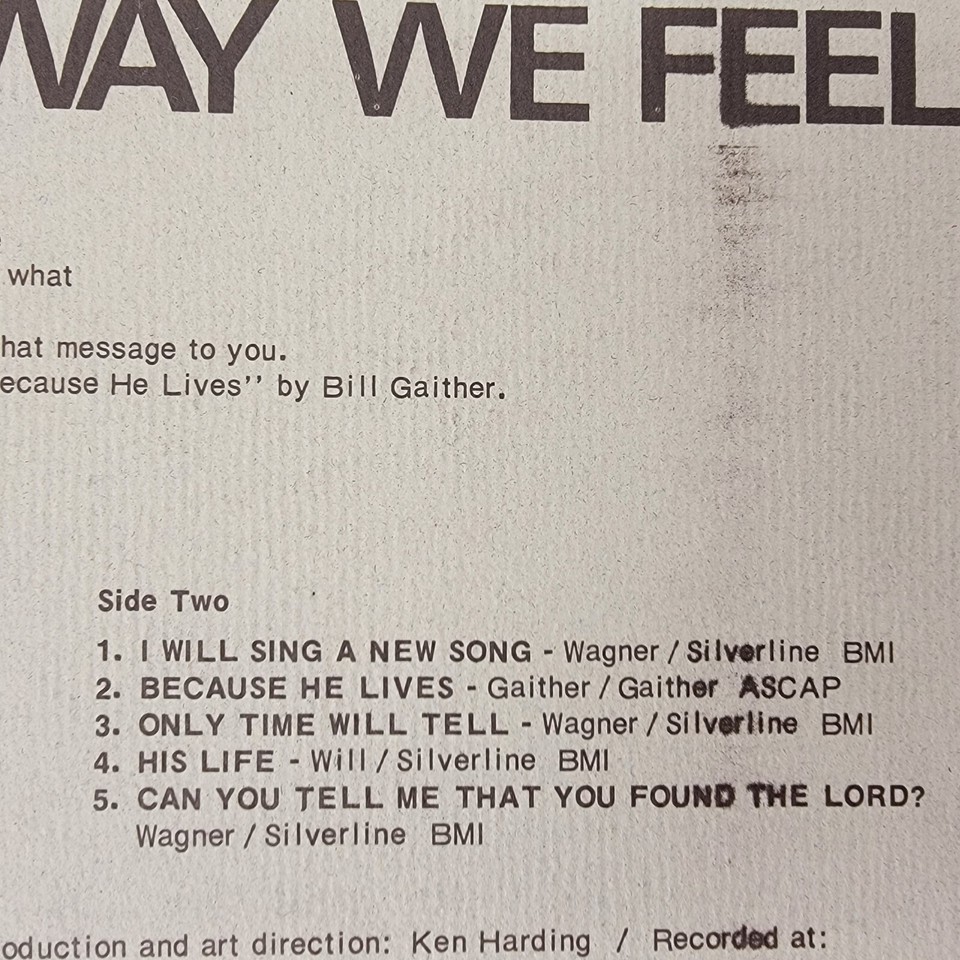 WAY WE FEEL
what
hat message to you.
ecause He Lives'' by Bill Gaither.
Side Two
1. I WILL SING A NEW SONG - Wagner / Silverline BMI
2. BECAUSE HE LIVES - Gaither / Gaither ASCAP
3. ONLY TIME WILL TELL - Wagner / Silverline BMI
4. HIS LIFE - Will / Silverline BMI
5. CAN YOU TELL ME THAT YOU FOUND THE LORD?
Wagner / Silverline BMI
oduction and art direction: Ken Harding / Recorded at: